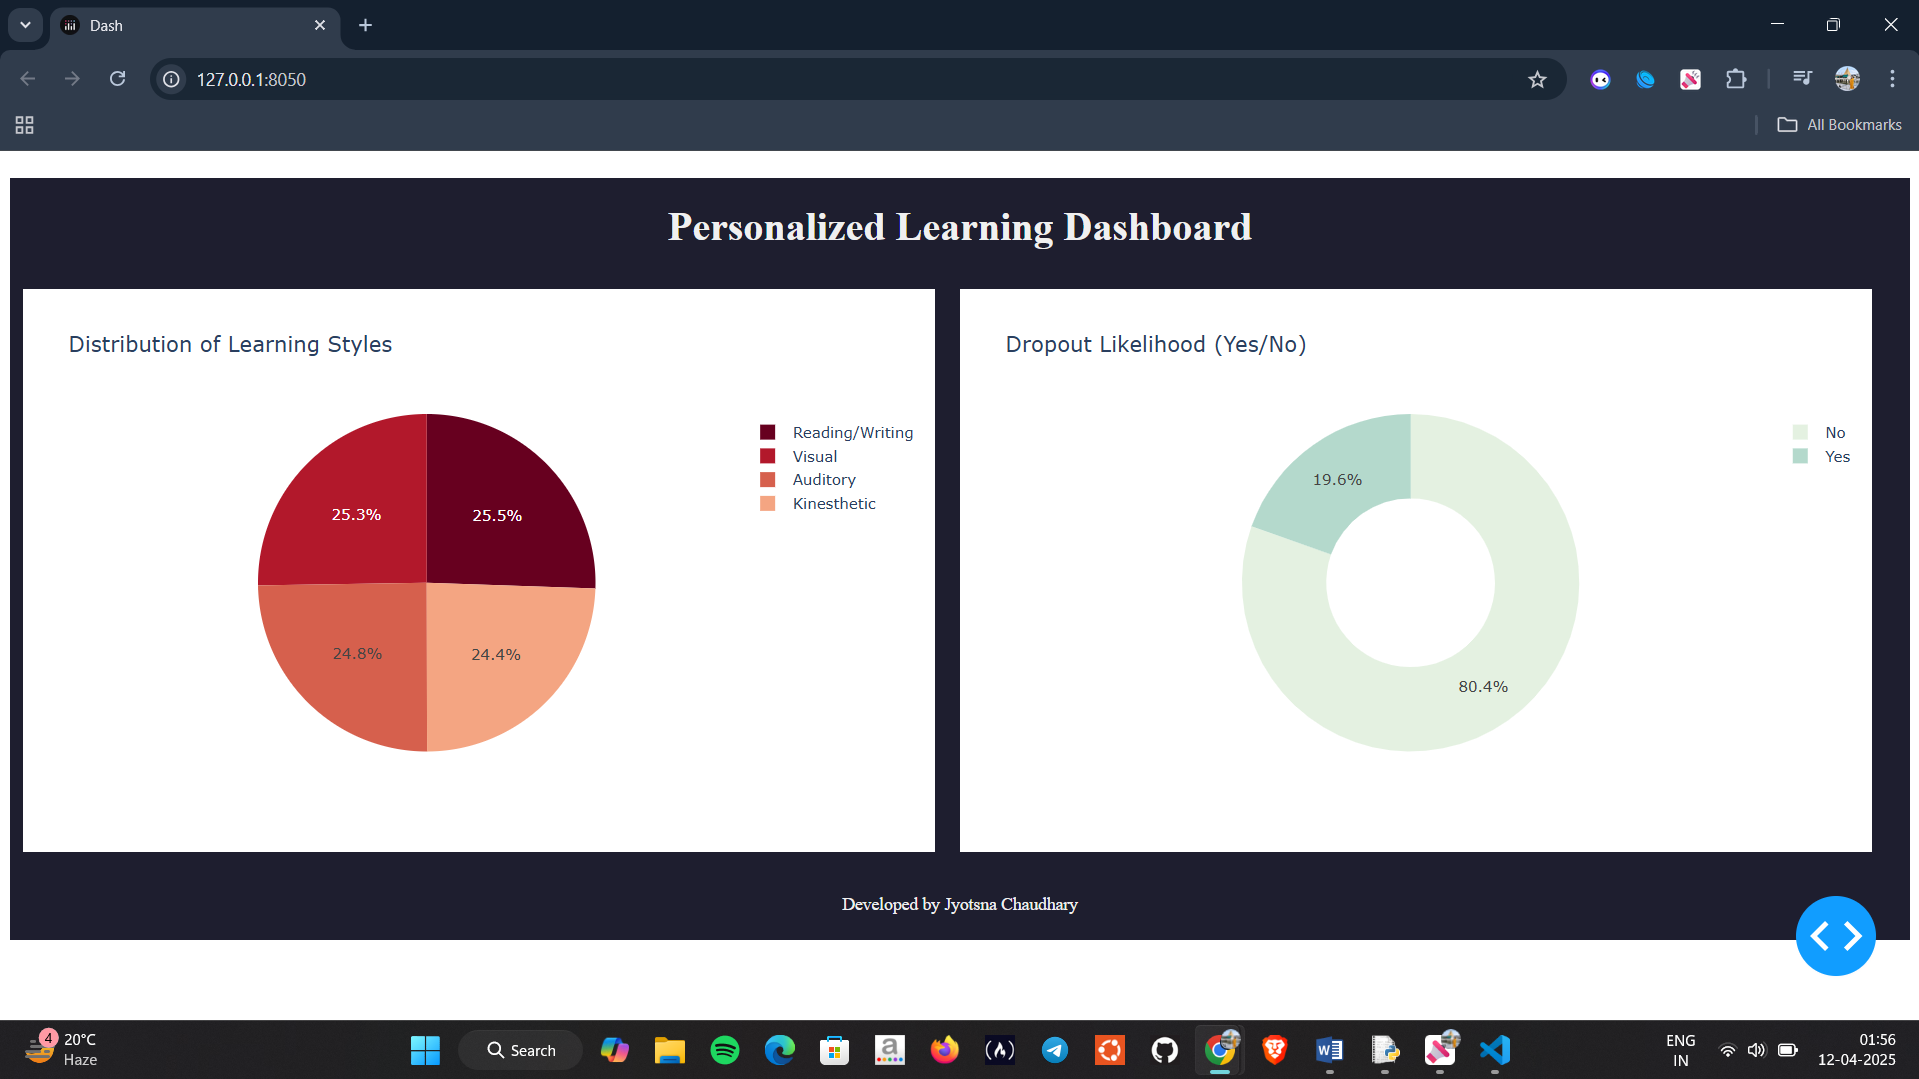 Dash
127.0.0.1:8050
All Bookmarks
Personalized Learning Dashboard
Distribution of Learning Styles
25.3%
25.5%
24.8%
24.4%
Reading/Writing
Visual
Auditory
Kinesthetic
Dropout Likelihood (Yes/No)
19.6%
80.4%
No
Yes
Developed by Jyotsna Chaudhary
4
20°C
Haze
Search
a
W
ENG
IN
01:56
12-04-2025